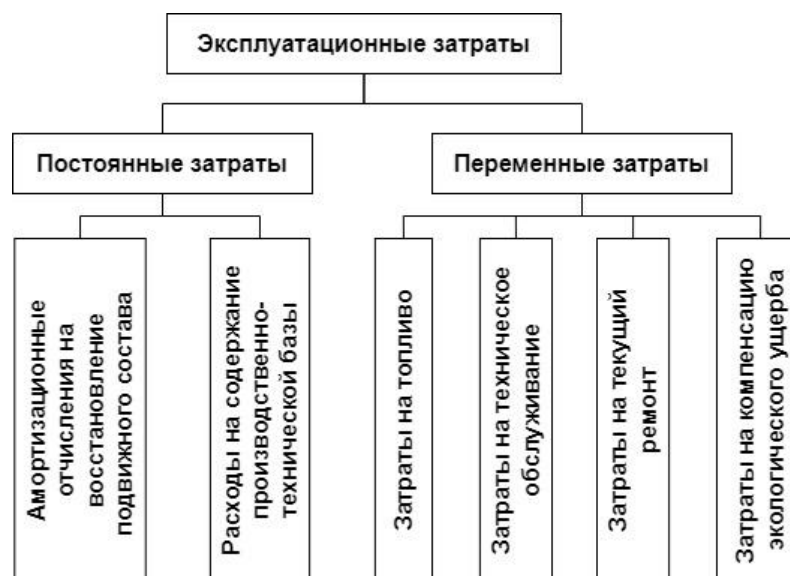 Эксплуатационные затраты
Постоянные затраты
Переменные затраты
Амортизационные
отчисления на
восстановление
подвижного состава
Расходы на содержание
производственно-
технической базы
Затраты на топливо
Затраты на техническое
обслуживание
Затраты на текущий
ремонт
Затраты на компенсацию
экологического ущерба